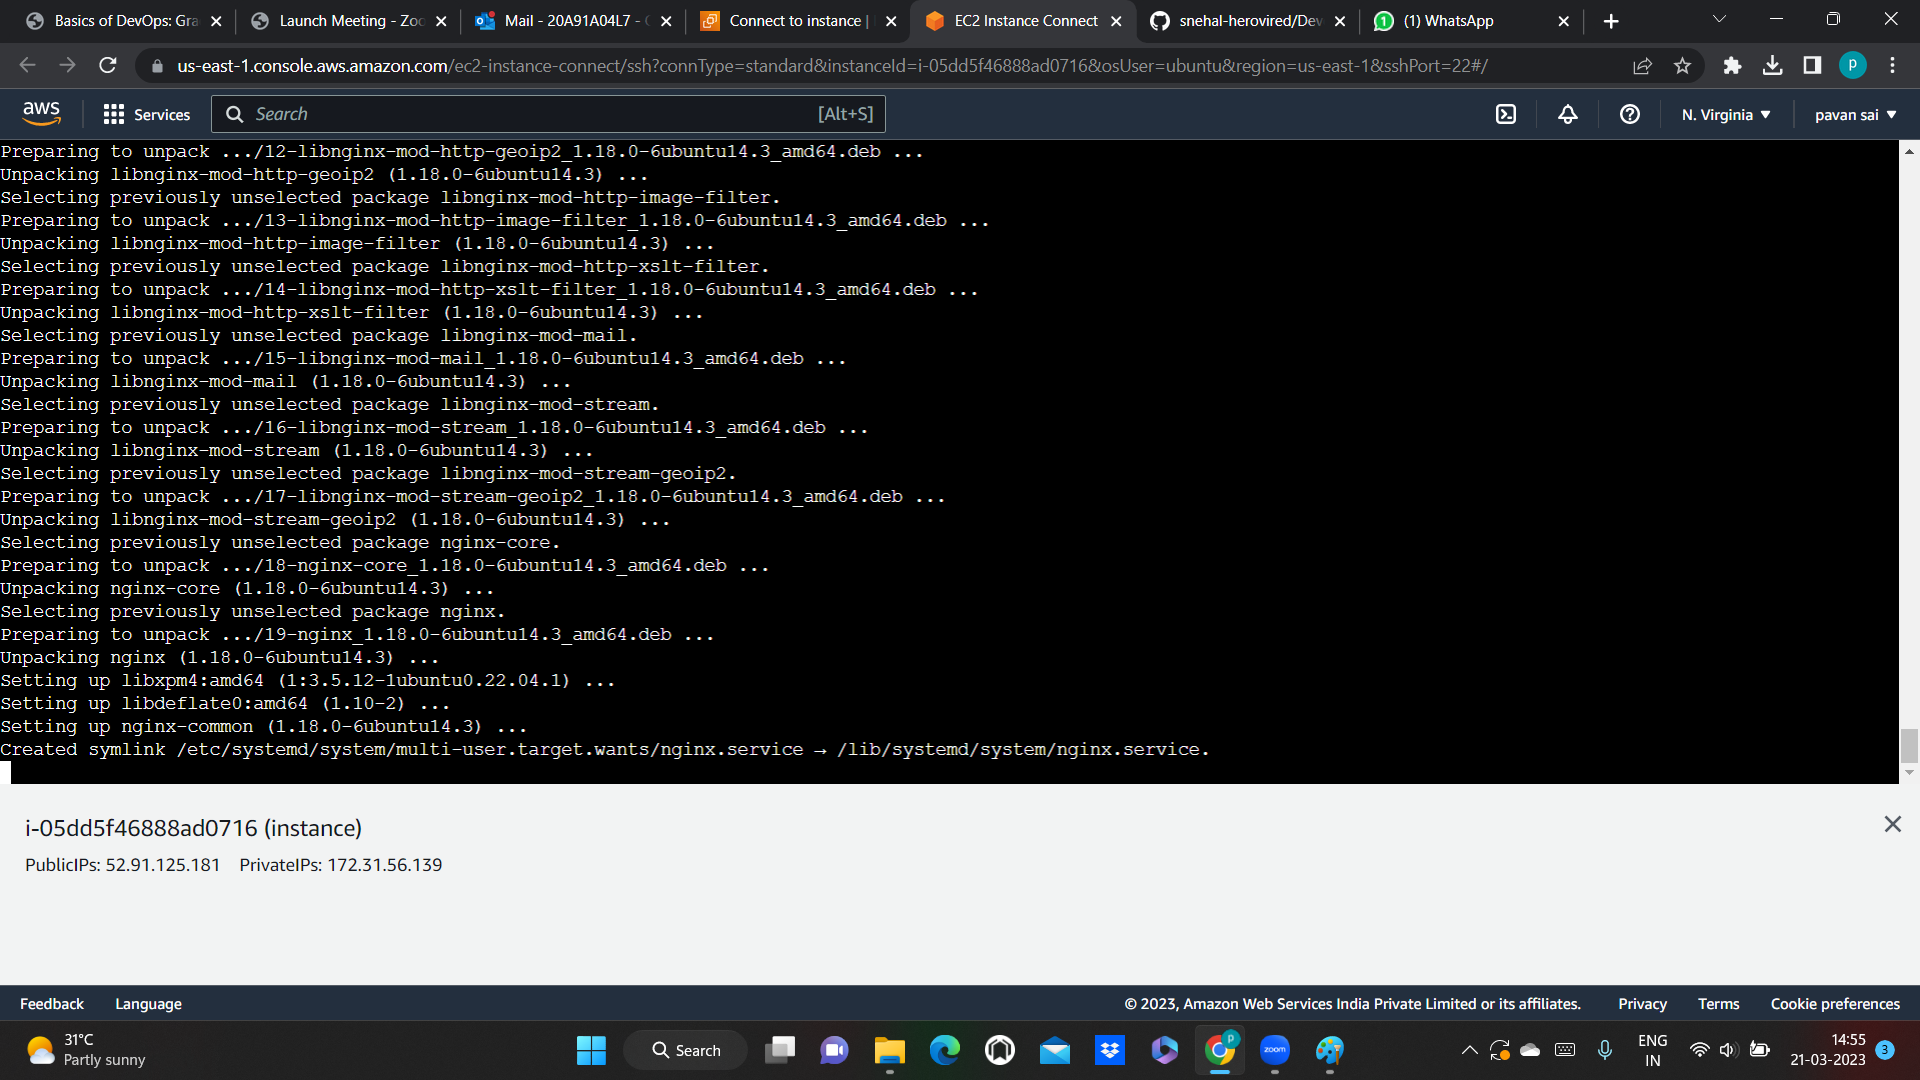 Basics of DevOps: Gra
Launch Meeting - Zoo
Mail - 20A91A04L7 -
Connect to instance |
EC2 Instance Connect
snehal-herovired/Dev
(1) WhatsApp
us-east-1.console.aws.amazon.com/ec2-instance-connect/ssh?connType=standard&instanceId=i-05dd5f46888ad0716&osUser=ubuntu&region=us-east-1&sshPort=22#/
P
aws
Services
Search
[Alt+S]
N. Virginia
pavan sai
Preparing to unpack .../12-libnginx-mod-http-geoip2_1.18.0-6ubuntu14.3_amd64.deb ...
Unpacking libnginx-mod-http-geoip2 (1.18.0-6ubuntu14.3) ...
Selecting previously unselected package libnginx-mod-http-image-filter.
Preparing to unpack .../13-libnginx-mod-http-image-filter_1.18.0-6ubuntu14.3_amd64.deb ...
Unpacking libnginx-mod-http-image-filter (1.18.0-6ubuntu14.3) ...
Selecting previously unselected package libnginx-mod-http-xslt-filter.
Preparing to unpack .../14-libnginx-mod-http-xslt-filter_1.18.0-6ubuntu14.3_amd64.deb ...
Unpacking libnginx-mod-http-xslt-filter (1.18.0-6ubuntu14.3) ...
Selecting previously unselected package libnginx-mod-mail.
Preparing to unpack .../15-libnginx-mod-mail_1.18.0-6ubuntu14.3_amd64.deb ...
Unpacking libnginx-mod-mail (1.18.0-6ubuntu14.3) ...
Selecting previously unselected package libnginx-mod-stream.
Preparing to unpack .../16-libnginx-mod-stream_1.18.0-6ubuntu14.3_amd64.deb ...
Unpacking libnginx-mod-stream (1.18.0-6ubuntu14.3) ...
Selecting previously unselected package libnginx-mod-stream-geoip2.
Preparing to unpack .../17-libnginx-mod-stream-geoip2_1.18.0-6ubuntu14.3_amd64.deb ...
Unpacking libnginx-mod-stream-geoip2 (1.18.0-6ubuntu14.3) ...
Selecting previously unselected package nginx-core.
Preparing to unpack .../18-nginx-core_1.18.0-6ubuntu14.3_amd64.deb ...
Unpacking nginx-core (1.18.0-6ubuntu14.3) ...
Selecting previously unselected package nginx.
Preparing to unpack .../19-nginx_1.18.0-6ubuntu14.3_amd64.deb ...
Unpacking nginx (1.18.0-6ubuntu14.3) ...
Setting up libxpm4:amd64 (1:3.5.12-1ubuntu0.22.04.1) ...
Setting up libdeflate0:amd64 (1.10-2) ...
Setting up nginx-common (1.18.0-6ubuntu14.3) ...
Created symlink /etc/systemd/system/multi-user.target.wants/nginx.service → /lib/systemd/system/nginx.service.
i-05dd5f46888ad0716 (instance)
PublicIPs: 52.91.125.181 PrivateIPs: 172.31.56.139
Feedback
Language
© 2023, Amazon Web Services India Private Limited or its affiliates.
Privacy
Terms
Cookie preferences
31°C
Partly sunny
Search
P
zoom
ENG
IN
14:55
21-03-2023
3